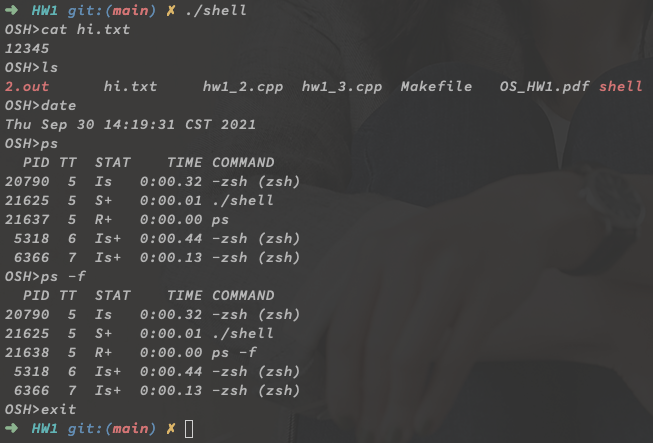 ➜  HW1 git:(main) ✗ ./shell
OSH>cat hi.txt
12345
OSH>ls
2.out      hi.txt     hw1_2.cpp  hw1_3.cpp  Makefile   OS_HW1.pdf shell
OSH>date
Thu Sep 30 14:19:31 CST 2021
OSH>ps
  PID TT  STAT    TIME COMMAND
20790  5  Is   0:00.32 -zsh (zsh)
21625  5  S+   0:00.01 ./shell
21637  5  R+   0:00.00 ps
 5318  6  Is+  0:00.44 -zsh (zsh)
 6366  7  Is+  0:00.13 -zsh (zsh)
OSH>ps -f
  PID TT  STAT    TIME COMMAND
20790  5  Is   0:00.32 -zsh (zsh)
21625  5  S+   0:00.01 ./shell
21638  5  R+   0:00.00 ps -f
 5318  6  Is+  0:00.44 -zsh (zsh)
 6366  7  Is+  0:00.13 -zsh (zsh)
OSH>exit
➜  HW1 git:(main) ✗